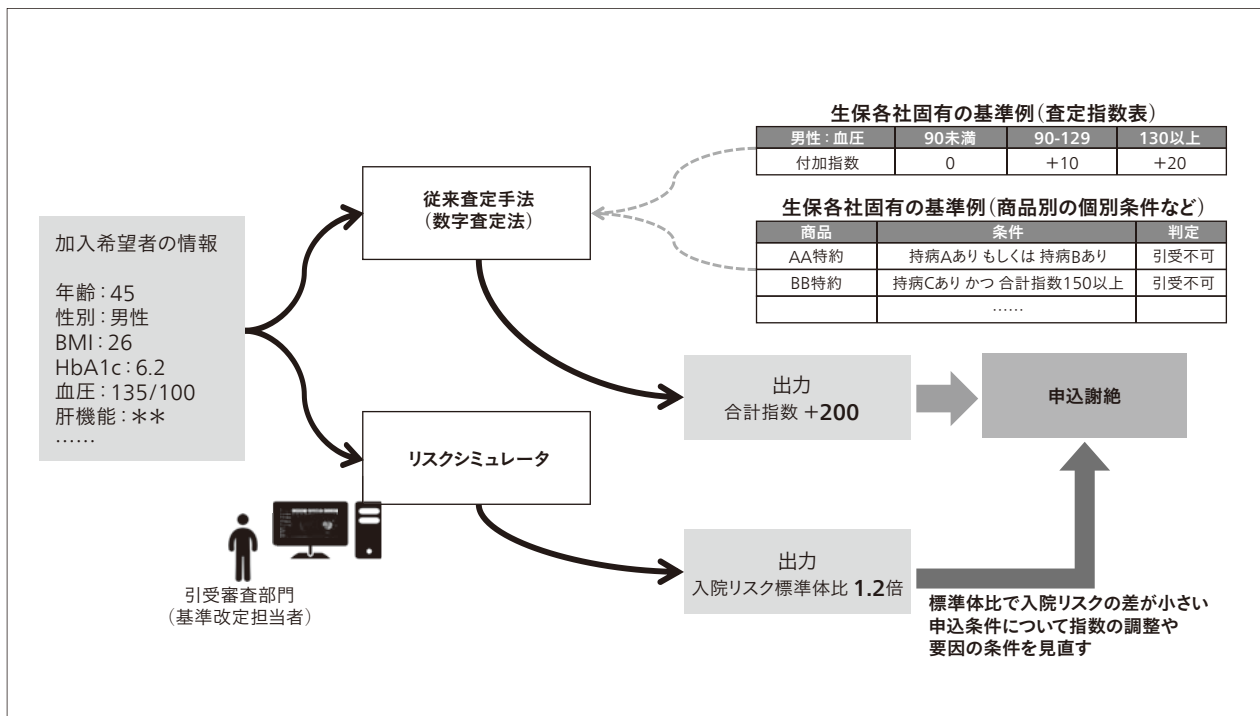 生保各社固有の基準例（査定指数表）
男性：血圧 90未満 90-129 130以上
付加指数 0 +10 +20
従来査定手法
（数字査定法）
生保各社固有の基準例（商品別の個別条件など）
商品 条件 判定
AA特約 持病Aあり もしくは 持病Bあり 引受不可
BB特約 持病Cあり かつ 合計指数150以上 引受不可
……
加入希望者の情報
年齢：45
性別：男性
BMI：26
HbA1c：6.2
血圧：135/100
肝機能：＊＊
……
出力
合計指数 +200
申込謝絶
リスクシミュレータ
引受審査部門
（基準改定担当者）
出力
入院リスク標準体比 1.2倍
標準体比で入院リスクの差が小さい
申込条件について指数の調整や
要因の条件を見直す